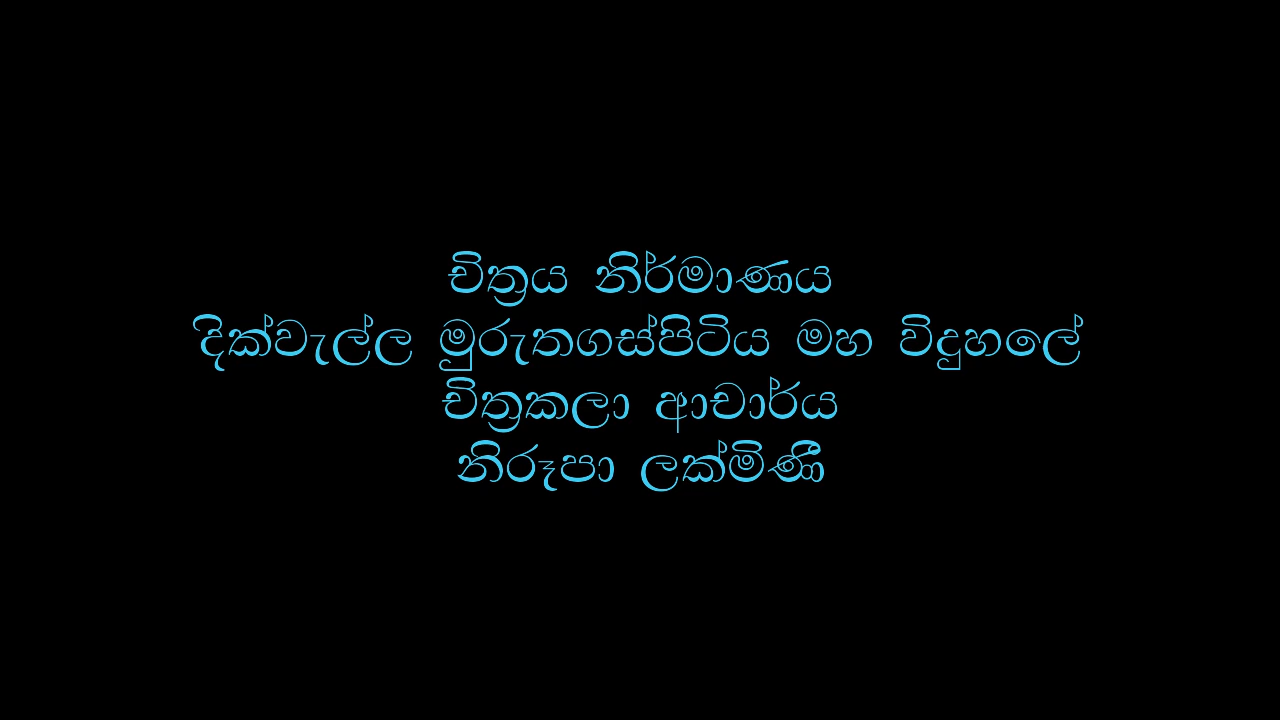 චිත්‍රය නිර්මාණය
දික්වැල්ල මුරුතගස්පිටිය මහ විදුහලේ
චිත්‍රකලා ආචාර්ය
නිරූපා ලක්මිණී